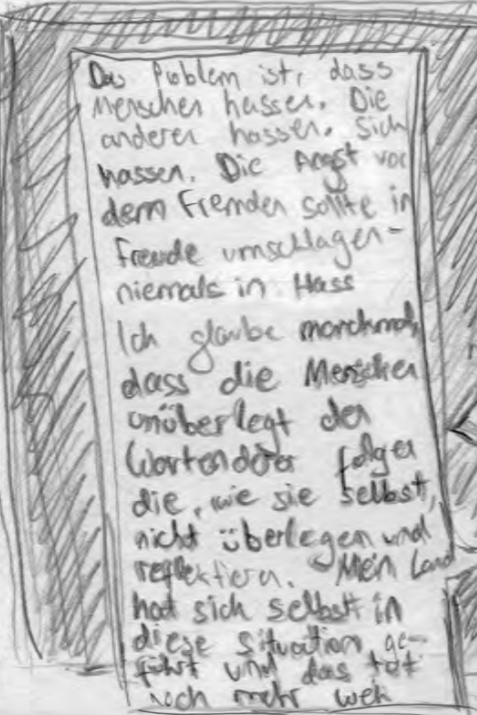 Das Problem ist, dass
Menschen hassen. Die
anderen hassen. Sich
hassen. Die Angst vor
dem Fremden sollte in
Freude umschlagen-
niemals in Hass
Ich glaube manchmal,
dass die Menschen
unüberlegt den
Worten derer folgen
die, wie sie selbst,
nicht überlegen und
reflektieren. Mein Land
hat sich selbst in
diese Situation ge-
führt und das tut
noch mehr weh